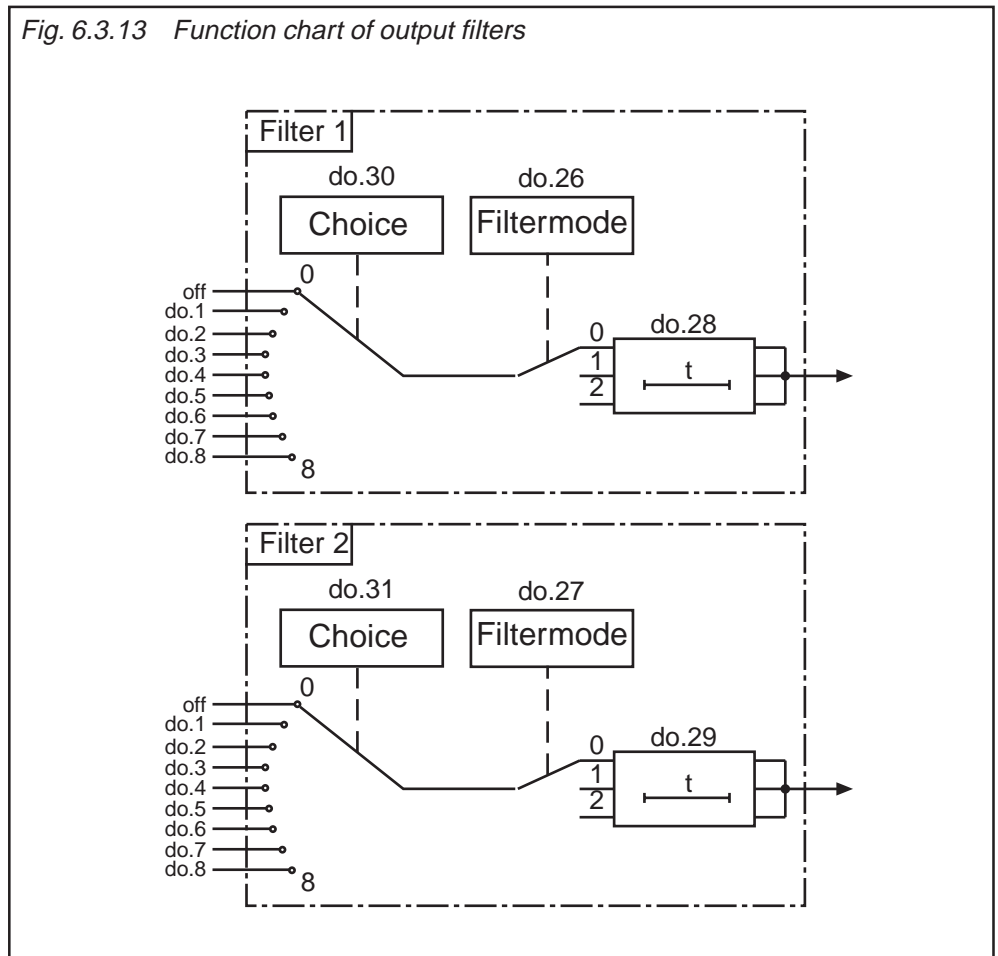 Fig. 6.3.13 Function chart of output filters
Filter 1
do.30
do.26
Choice
Filtermode
0
off
do.1
do.2
do.3
do.4
do.5
do.6
do.7
do.8
8
0
1
2
do.28
t
Filter 2
do.31
do.27
Choice
Filtermode
0
off
do.1
do.2
do.3
do.4
do.5
do.6
do.7
do.8
8
0
1
2
do.29
t